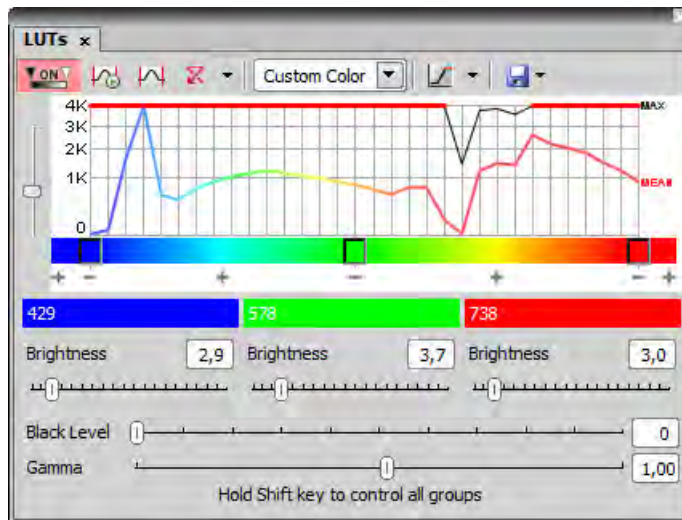 LUTs x
ON Custom Color
4K MAX
3K
2K
1K MEAN
0
+ - + - + - +
429 578 738
Brightness 2,9 Brightness 3,7 Brightness 3,0
Black Level 0
Gamma 1,00
Hold Shift key to control all groups